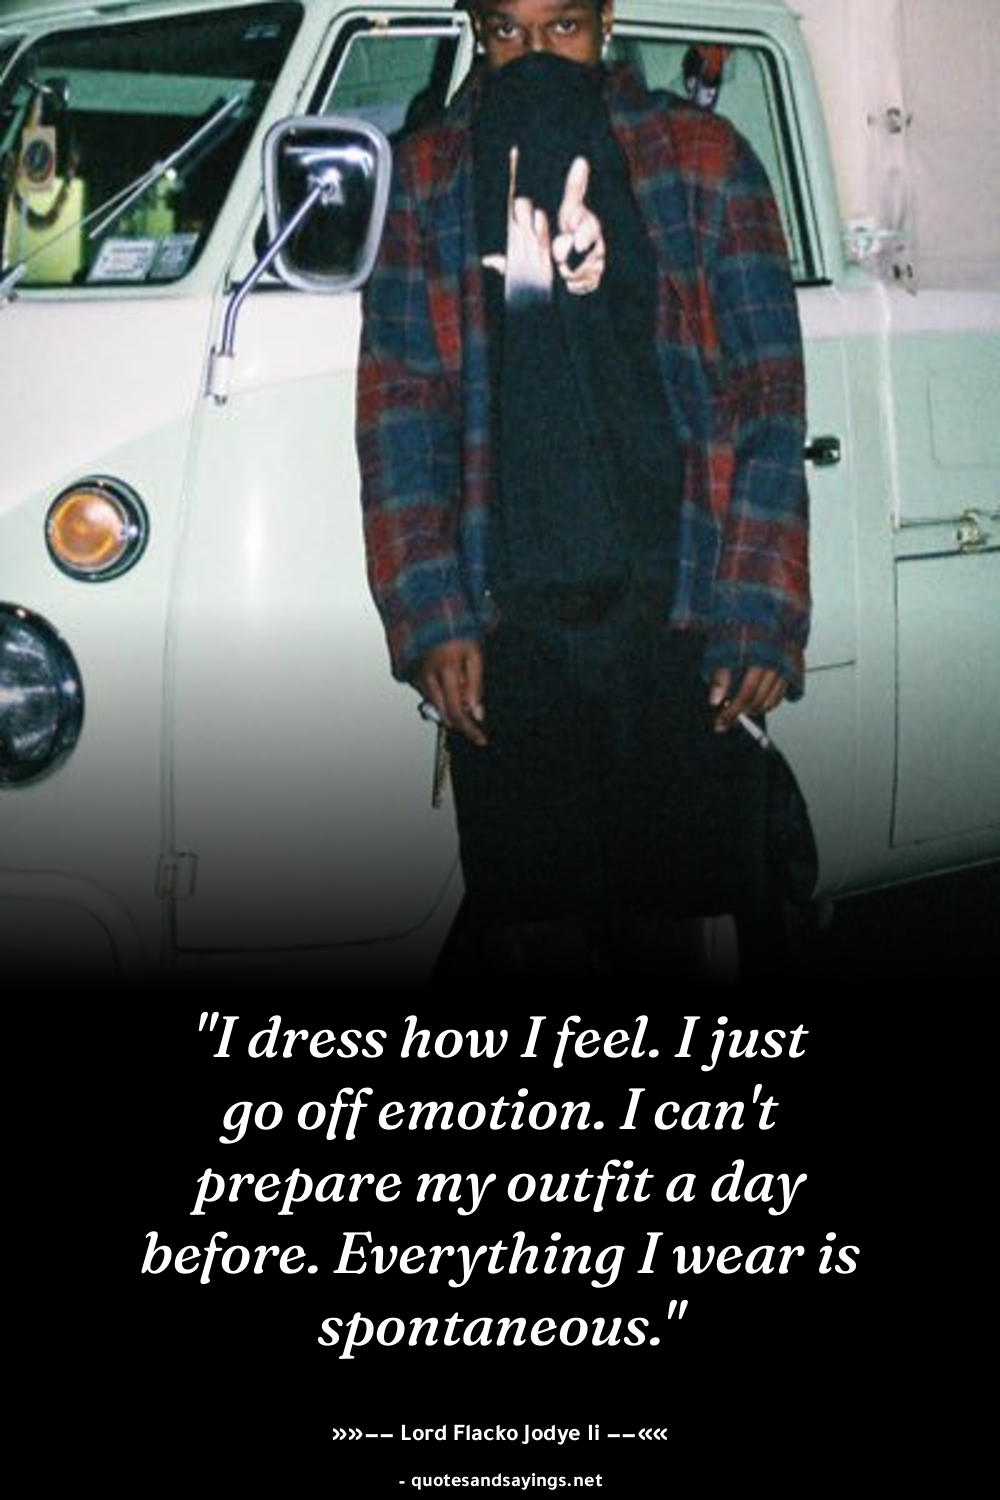 "I dress how I feel. I just
go off emotion. I can't
prepare my outfit a day
before. Everything I wear is
spontaneous."
»»−− Lord Flacko Jodye Ii −−««
- quotesandsayings.net